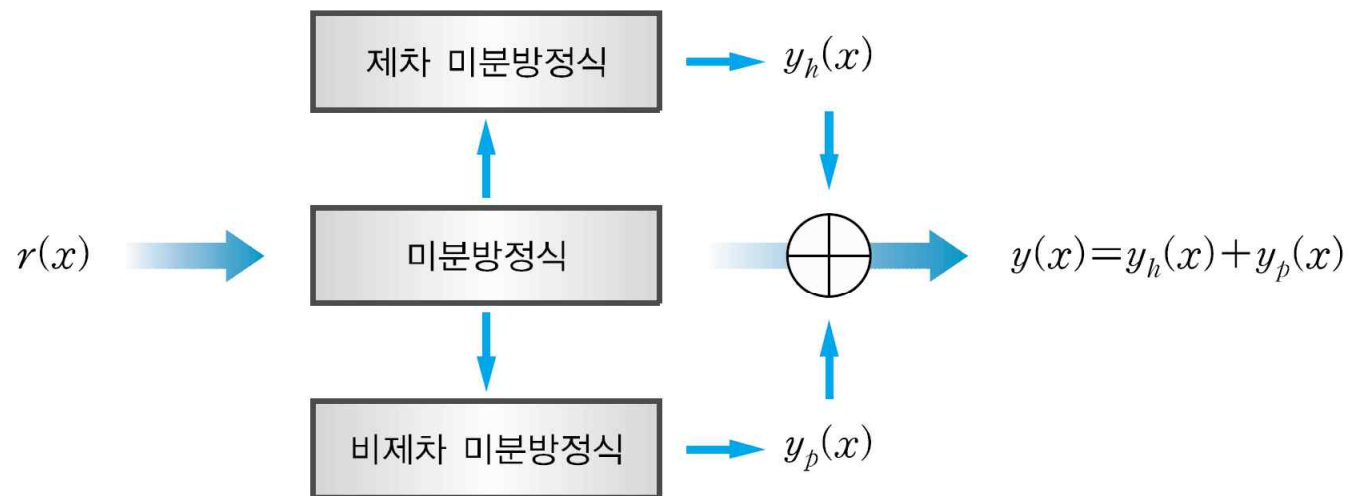 제차 미분방정식
y_h(x)
r(x)
미분방정식
y(x)=y_h(x)+y_p(x)
비제차 미분방정식
y_p(x)